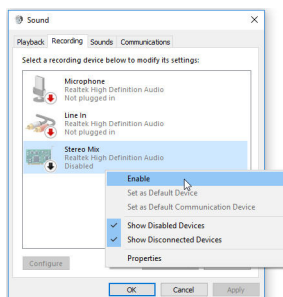 Sound
Playback Recording Sounds Communications
Select a recording device below to modify its settings:
Microphone
Realtek High Definition Audio
Not plugged in
Line In
Realtek High Definition Audio
Not plugged in
Stereo Mix
Realtek High Definition Audio
Disabled
Enable
Set as Default Device
Set as Default Communication Device
Show Disabled Devices
Show Disconnected Devices
Properties
Configure
OK Cancel Apply